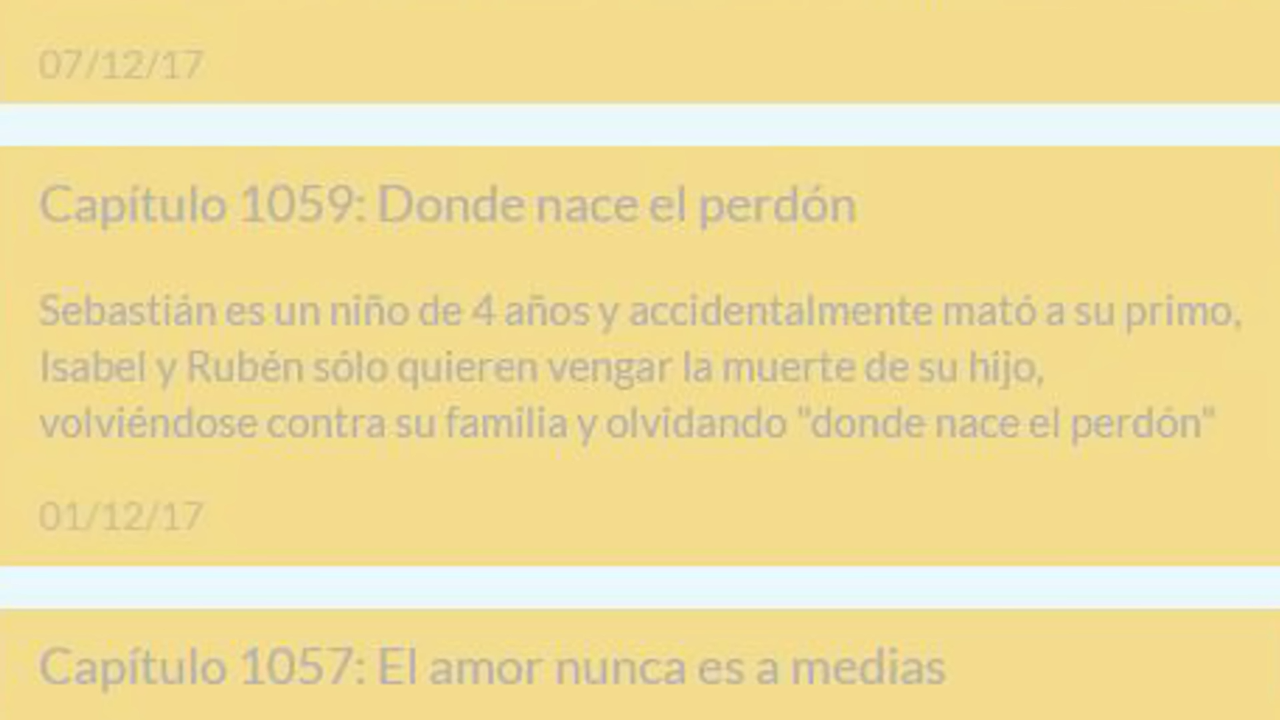 07/12/17
Capítulo 1059: Donde nace el perdón
Sebastián es un niño de 4 años y accidentalmente mató a su primo,
Isabel y Rubén sólo quieren vengar la muerte de su hijo,
volviéndose contra su familia y olvidando "donde nace el perdón"
01/12/17
Capítulo 1057: El amor nunca es a medias